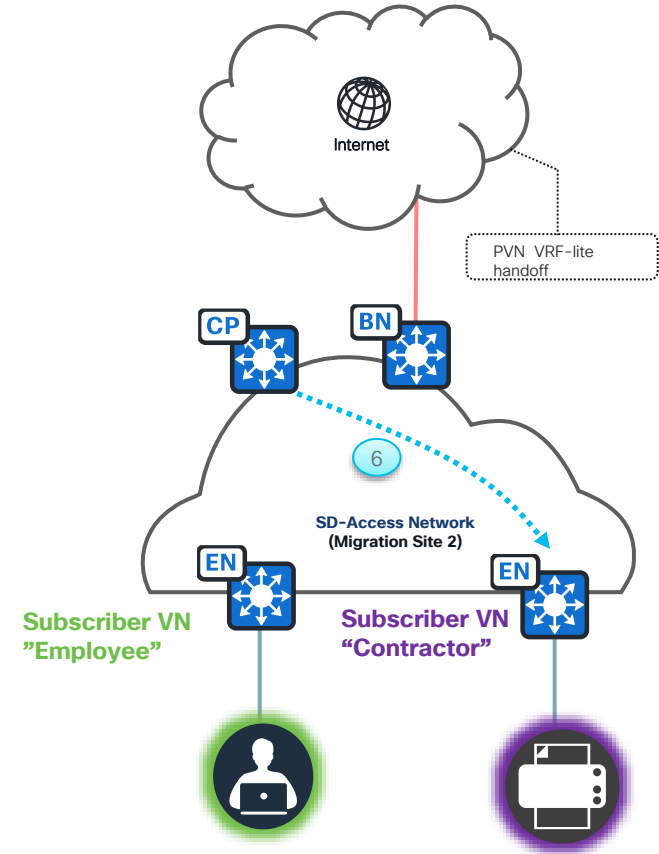 Internet
PVN VRF-lite
handoff
CP
BN
6
SD-Access Network
(Migration Site 2)
EN
EN
Subscriber VN
”Employee”
Subscriber VN
“Contractor”